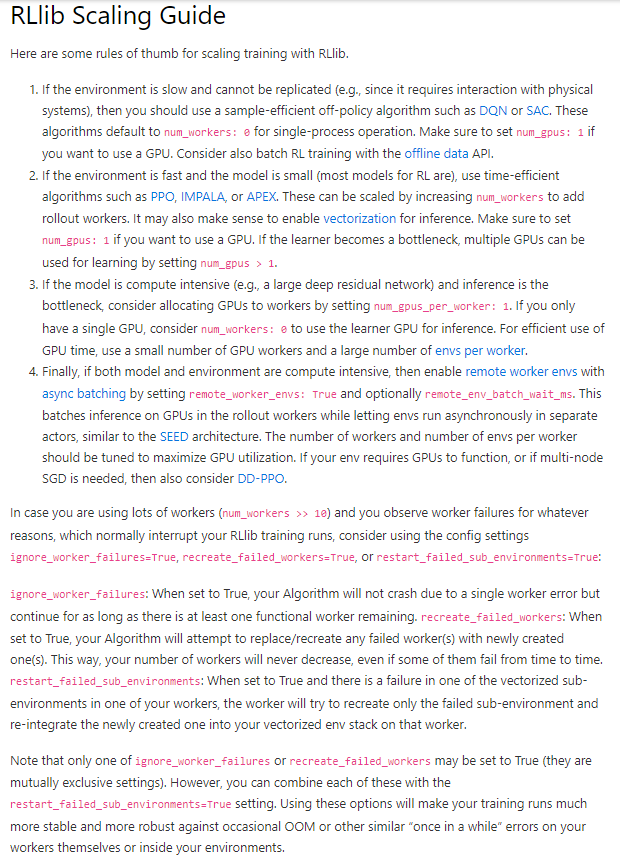 RLlib Scaling Guide
Here are some rules of thumb for scaling training with RLlib.
1. If the environment is slow and cannot be replicated (e.g., since it requires interaction with physical
systems), then you should use a sample-efficient off-policy algorithm such as DQN or SAC. These
algorithms default to num_workers: 0 for single-process operation. Make sure to set num_gpus: 1 if
you want to use a GPU. Consider also batch RL training with the offline data API.
2. If the environment is fast and the model is small (most models for RL are), use time-efficient
algorithms such as PPO, IMPALA, or APEX. These can be scaled by increasing num_workers to add
rollout workers. It may also make sense to enable vectorization for inference. Make sure to set
num_gpus: 1 if you want to use a GPU. If the learner becomes a bottleneck, multiple GPUs can be
used for learning by setting num_gpus > 1.
3. If the model is compute intensive (e.g., a large deep residual network) and inference is the
bottleneck, consider allocating GPUs to workers by setting num_gpus_per_worker: 1. If you only
have a single GPU, consider num_workers: 0 to use the learner GPU for inference. For efficient use of
GPU time, use a small number of GPU workers and a large number of envs per worker.
4. Finally, if both model and environment are compute intensive, then enable remote worker envs with
async batching by setting remote_worker_envs: True and optionally remote_env_batch_wait_ms. This
batches inference on GPUs in the rollout workers while letting envs run asynchronously in separate
actors, similar to the SEED architecture. The number of workers and number of envs per worker
should be tuned to maximize GPU utilization. If your env requires GPUs to function, or if multi-node
SGD is needed, then also consider DD-PPO.
In case you are using lots of workers (num_workers >> 10) and you observe worker failures for whatever
reasons, which normally interrupt your RLlib training runs, consider using the config settings
ignore_worker_failures=True, recreate_failed_workers=True, or restart_failed_sub_environments=True:
ignore_worker_failures: When set to True, your Algorithm will not crash due to a single worker error but
continue for as long as there is at least one functional worker remaining. recreate_failed_workers: When
set to True, your Algorithm will attempt to replace/recreate any failed worker(s) with newly created
one(s). This way, your number of workers will never decrease, even if some of them fail from time to time.
restart_failed_sub_environments: When set to True and there is a failure in one of the vectorized sub-
environments in one of your workers, the worker will try to recreate only the failed sub-environment and
re-integrate the newly created one into your vectorized env stack on that worker.
Note that only one of ignore_worker_failures or recreate_failed_workers may be set to True (they are
mutually exclusive settings). However, you can combine each of these with the
restart_failed_sub_environments=True setting. Using these options will make your training runs much
more stable and more robust against occasional OOM or other similar “once in a while” errors on your
workers themselves or inside your environments.